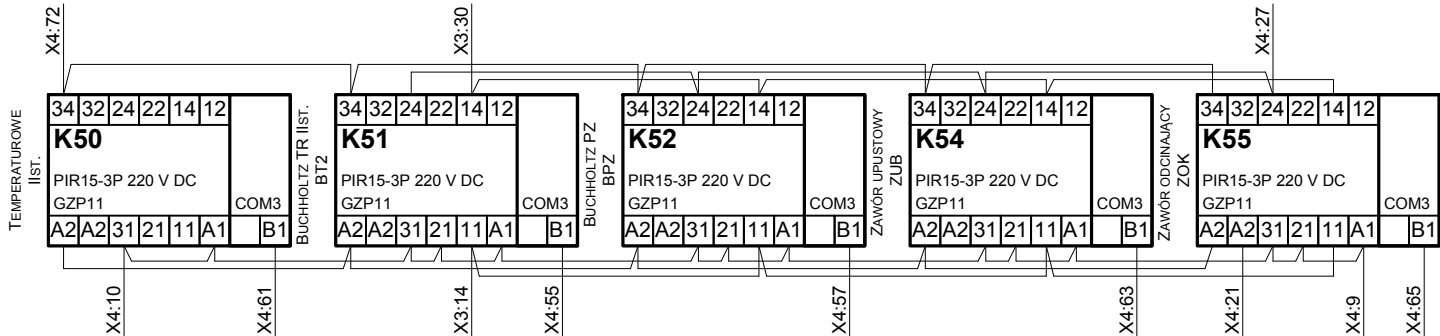 X4:72
X3:30
X4:27
TEMPERATUROWE
IIST.
34 32 24 22 14 12
K50
PIR15-3P 220 V DC
GZP11
COM3
A2 A2 31 21 11 A1 B1
BUCHHOLTZ TR IIST.
BT2
34 32 24 22 14 12
K51
PIR15-3P 220 V DC
GZP11
COM3
A2 A2 31 21 11 A1 B1
BUCHHOLTZ PZ
BPZ
34 32 24 22 14 12
K52
PIR15-3P 220 V DC
GZP11
COM3
A2 A2 31 21 11 A1 B1
ZAWÓR UPUSTOWY
ZUB
34 32 24 22 14 12
K54
PIR15-3P 220 V DC
GZP11
COM3
A2 A2 31 21 11 A1 B1
ZAWÓR ODCINAJĄCY
ZOK
34 32 24 22 14 12
K55
PIR15-3P 220 V DC
GZP11
COM3
A2 A2 31 21 11 A1 B1
X4:10
X4:61
X3:14
X4:55
X4:57
X4:63
X4:21
X4:9
X4:65